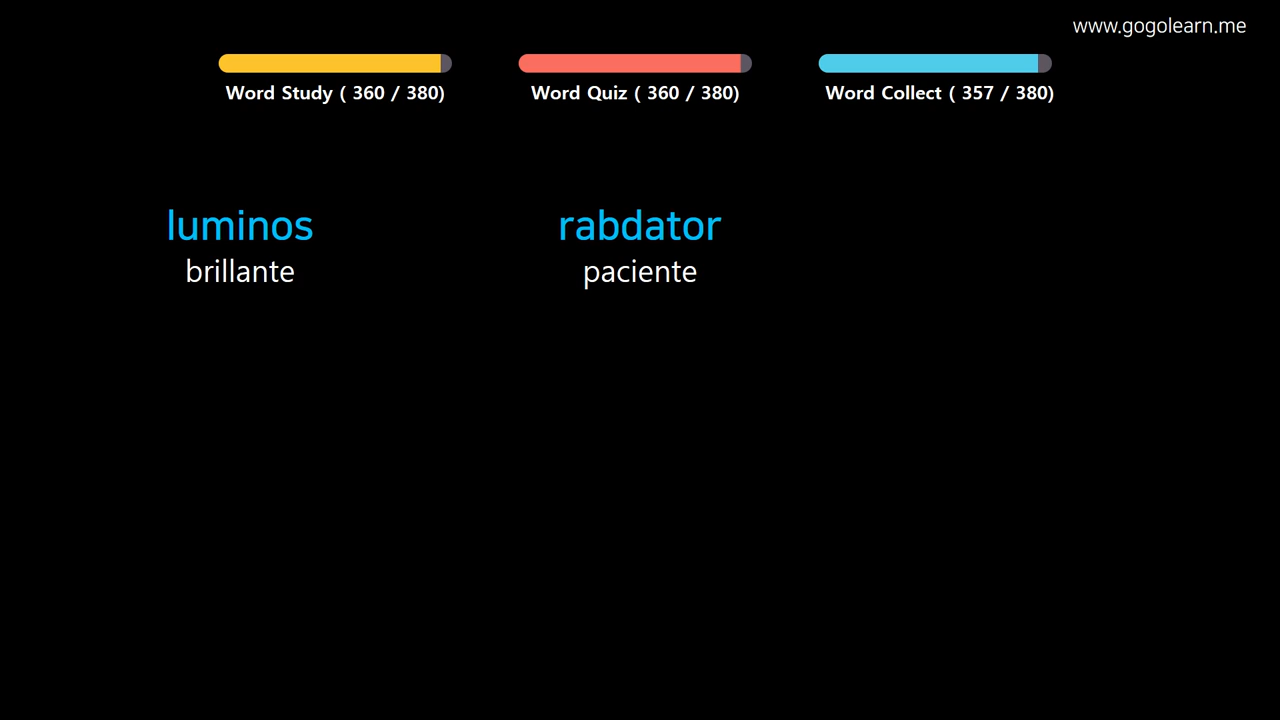 www.gogolearn.me
Word Study ( 360 / 380)
Word Quiz ( 360 / 380)
Word Collect ( 357 / 380)
luminos
brillante
rabdator
paciente